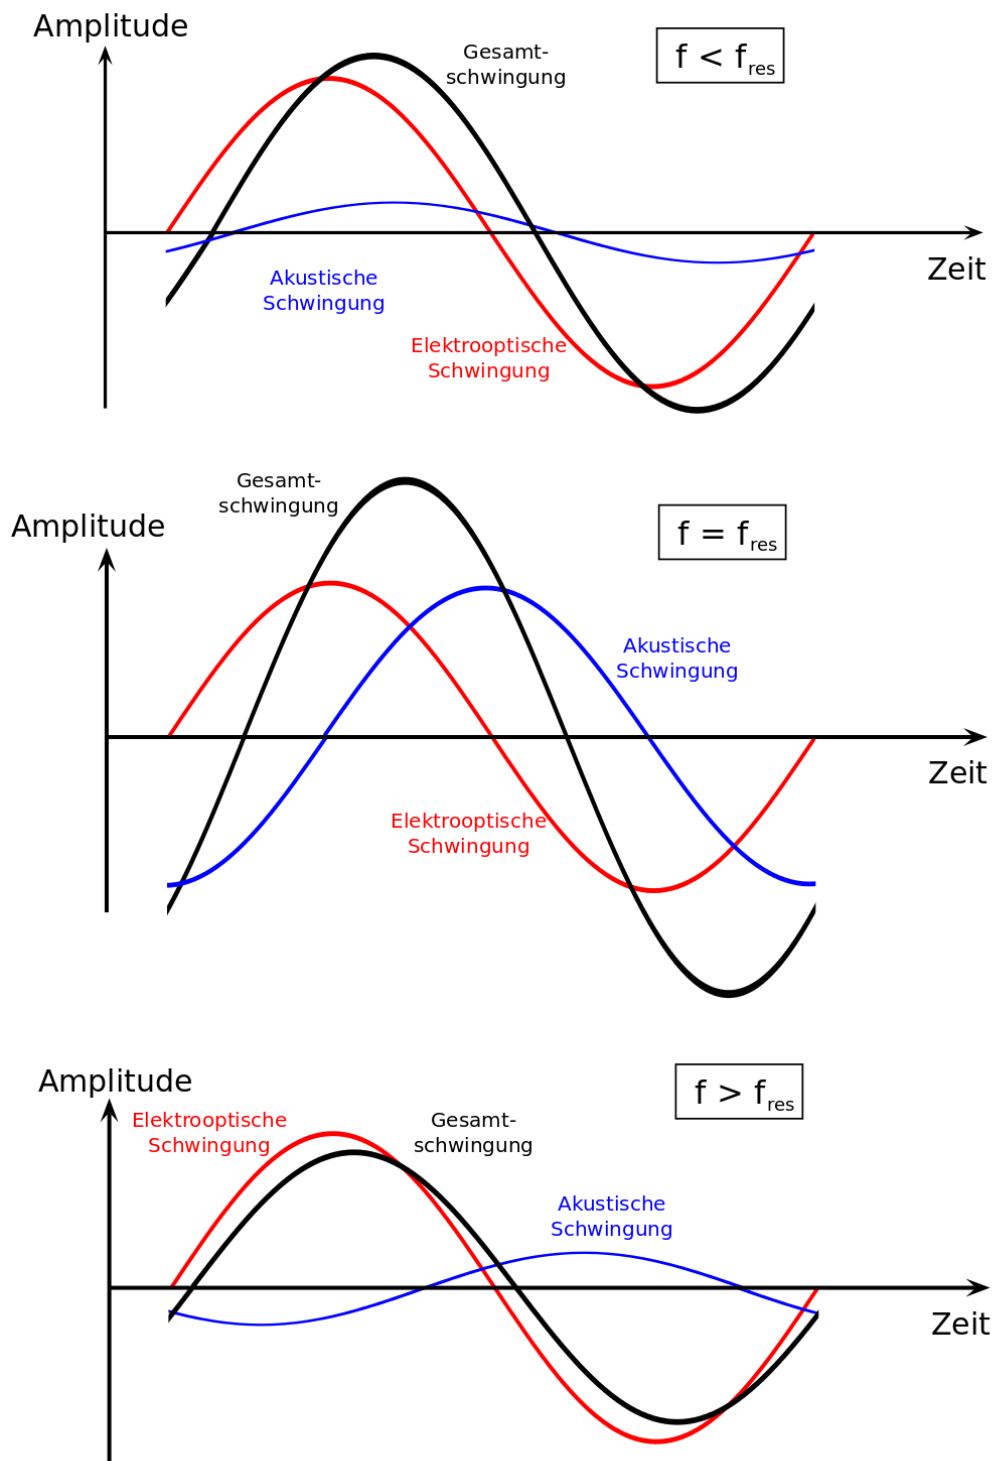 Amplitude
Gesamt-
schwingung
f < fres
Zeit
Akustische
Schwingung
Elektrooptische
Schwingung
Gesamt-
schwingung
Amplitude
f = fres
Akustische
Schwingung
Zeit
Elektrooptische
Schwingung
Amplitude
f > fres
Elektrooptische
Schwingung
Gesamt-
schwingung
Akustische
Schwingung
Zeit